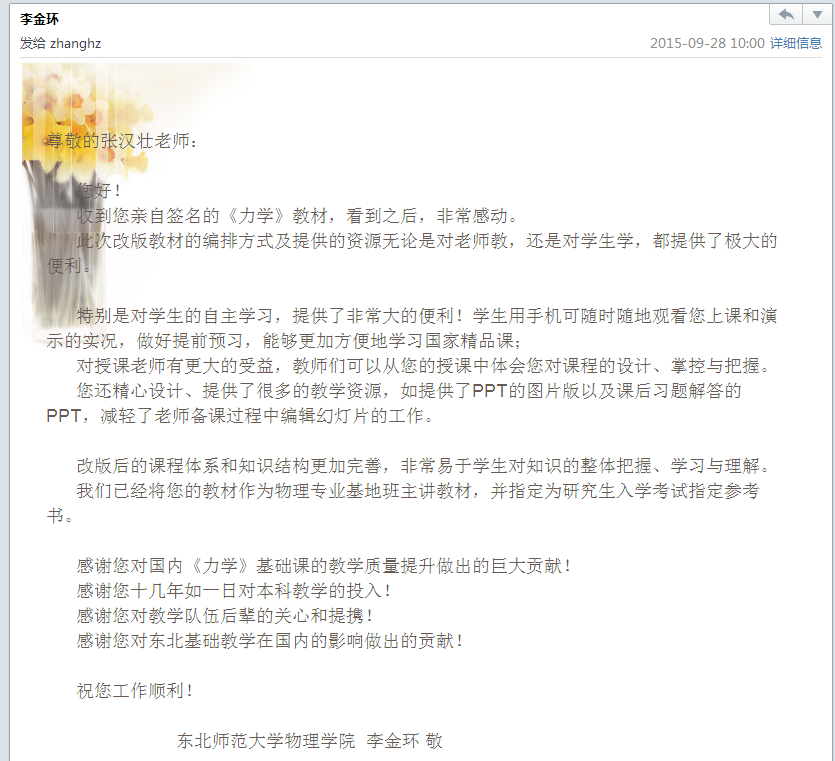 李金环
发给 zhanghz
2015-09-28 10:00 详细信息
尊敬的张汉壮老师：
您好！
收到您亲自签名的《力学》教材，看到之后，非常感动。
此次改版教材的编排方式及提供的资源无论是对老师教，还是对学生学，都提供了极大的
便利。
特别是对学生的自主学习，提供了非常大的便利！学生用手机可随时随地观看您上课和演
示的实况，做好提前预习，能够更加方便地学习国家精品课；
对授课老师有更大的受益，教师们可以从您的授课中体会您对课程的设计、掌控与把握。
您还精心设计、提供了很多的教学资源，如提供了PPT的图片版以及课后习题解答的
PPT，减轻了老师备课过程中编辑幻灯片的工作。
改版后的课程体系和知识结构更加完善，非常易于学生对知识的整体把握、学习与理解。
我们已经将您的教材作为物理专业基地班主讲教材，并指定为研究生入学考试指定参考
书。
感谢您对国内《力学》基础课的教学质量提升做出的巨大贡献！
感谢您十几年如一日对本科教学的投入！
感谢您对教学队伍后辈的关心和提携！
感谢您对东北基础教学在国内的影响做出的贡献！
祝您工作顺利！
东北师范大学物理学院 李金环 敬